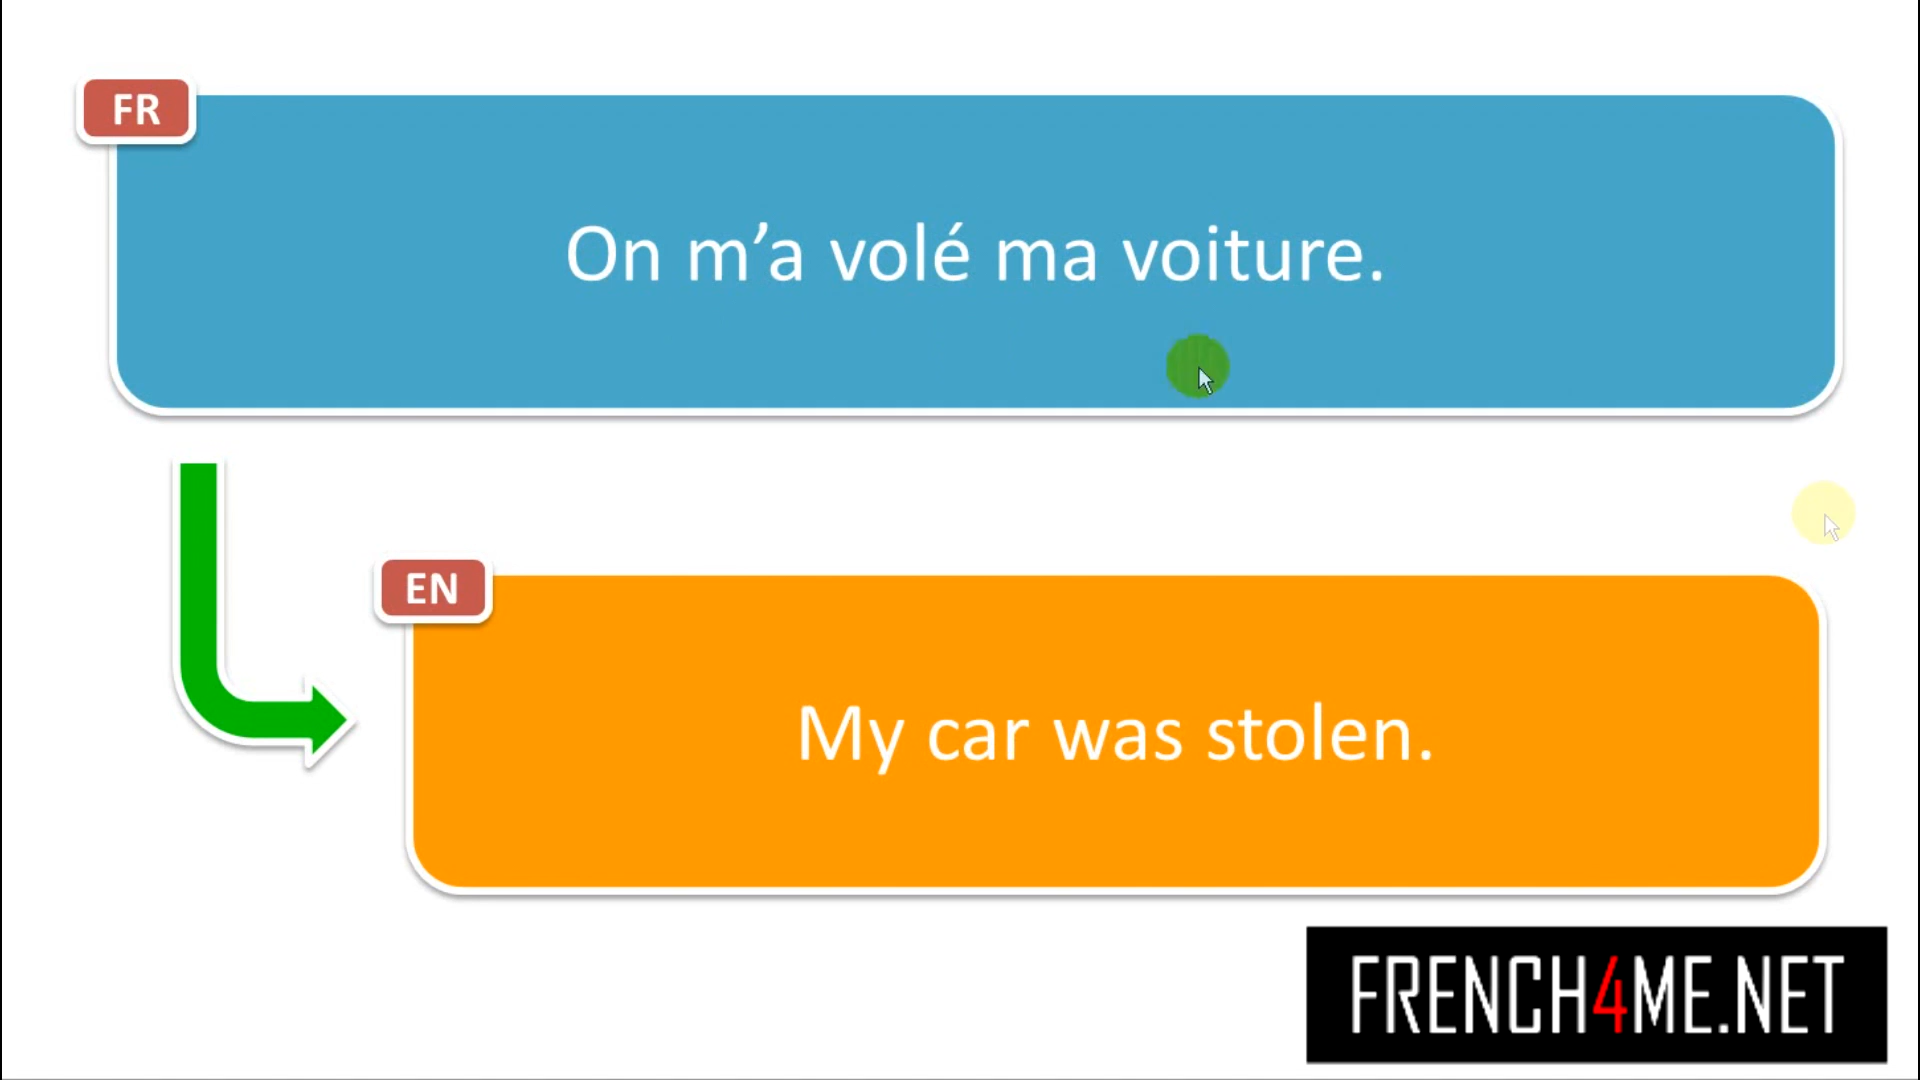 FR
On m’a volé ma voiture.
EN
My car was stolen.
FRENCH4ME.NET